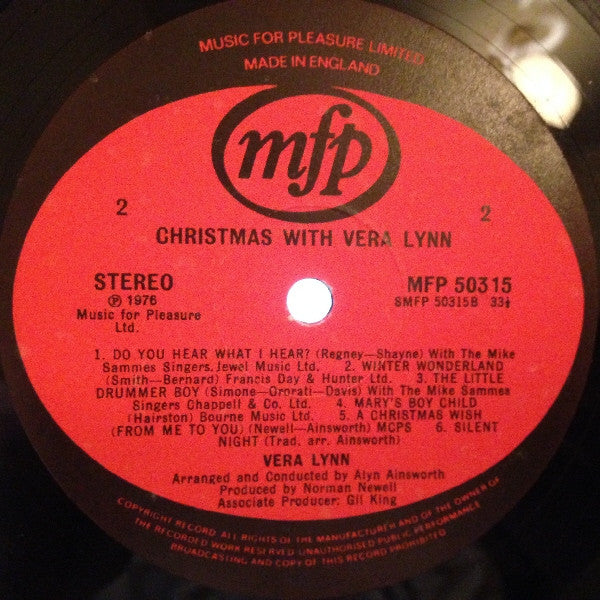 MUSIC FOR PLEASURE LIMITED
MADE IN ENGLAND
mfp
2
2
CHRISTMAS WITH VERA LYNN
STEREO
Ⓟ 1976
Music for Pleasure
Ltd.
MFP 50315
SMFP 50315B 33⅓
1. DO YOU HEAR WHAT I HEAR? (Regney—Shayne) With The Mike
Sammes Singers. Jewel Music Ltd. 2. WINTER WONDERLAND
(Smith—Bernard) Francis Day & Hunter Ltd. 3. THE LITTLE
DRUMMER BOY (Simone—Ororati—Davis) With The Mike Sammes
Singers Chappell & Co. Ltd. 4. MARY'S BOY CHILD
(Hairston) Bourne Music Ltd. 5. A CHRISTMAS WISH
(FROM ME TO YOU) (Newell—Ainsworth) MCPS 6. SILENT
NIGHT (Trad. arr. Ainsworth)
VERA LYNN
Arranged and Conducted by Alyn Ainsworth
Produced by Norman Newell
Associate Producer: Gil King
COPYRIGHT RECORD. ALL RIGHTS OF THE MANUFACTURER AND OF THE OWNER OF
THE RECORDED WORK RESERVED UNAUTHORISED PUBLIC PERFORMANCE,
BROADCASTING AND COPYING OF THIS RECORD PROHIBITED